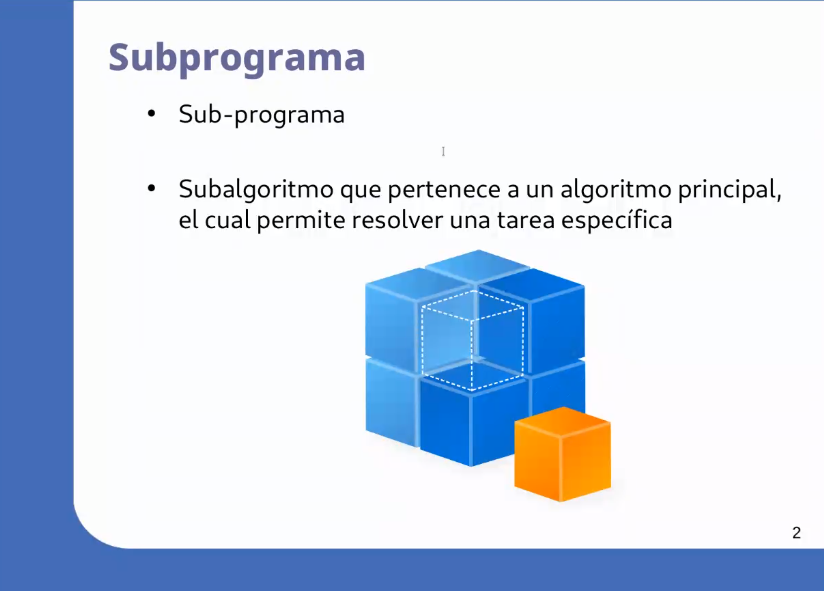 Subprograma
• Sub-programa
• Subalgoritmo que pertenece a un algoritmo principal,
el cual permite resolver una tarea específica
2